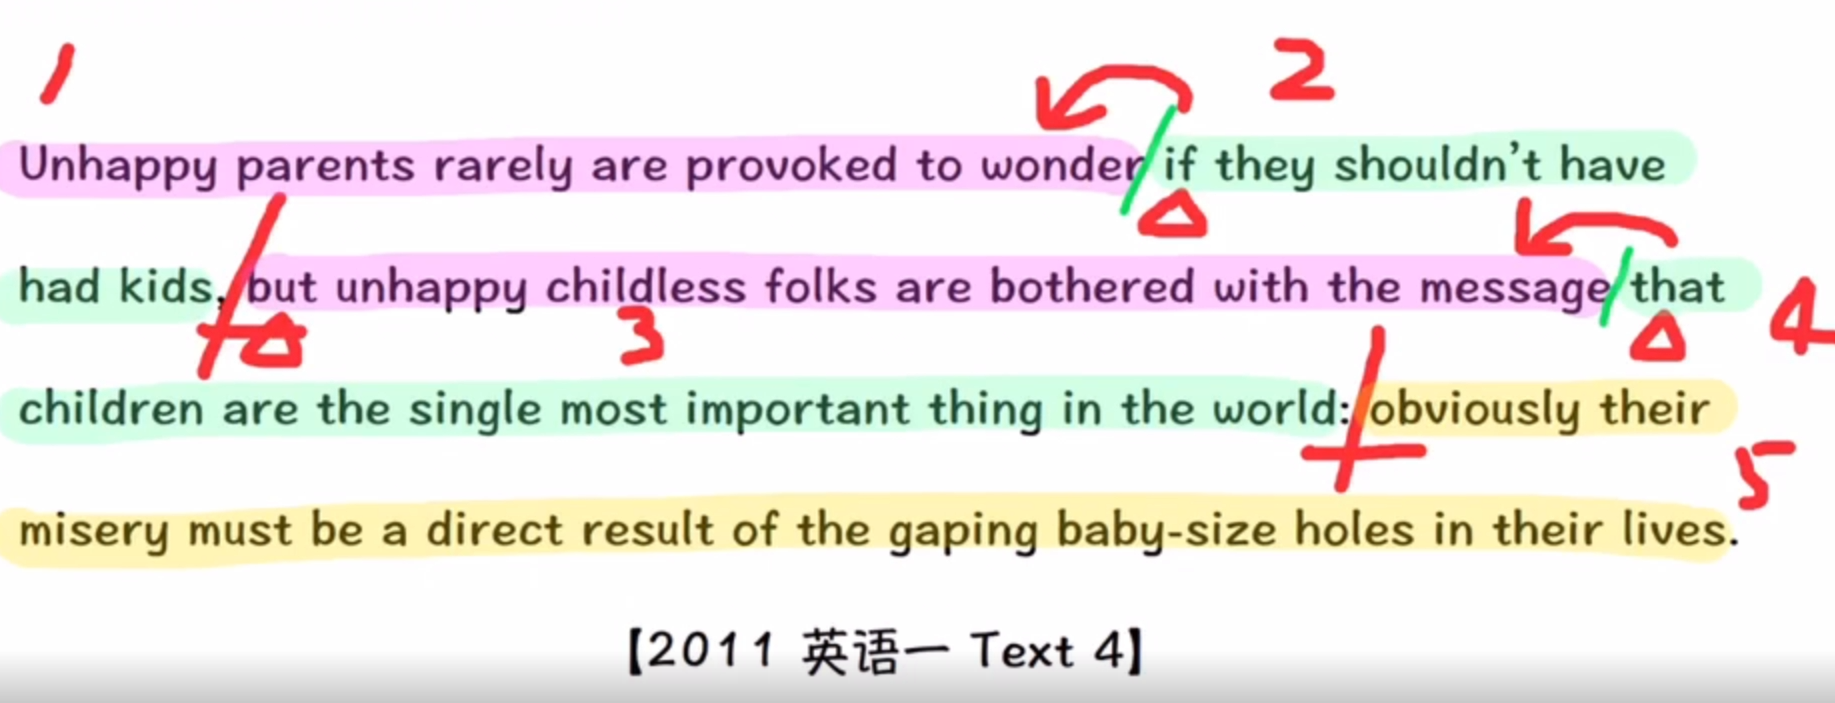 1
2
Unhappy parents rarely are provoked to wonder if they shouldn't have
had kids, but unhappy childless folks are bothered with the message that
3
4
children are the single most important thing in the world: obviously their
5
misery must be a direct result of the gaping baby-size holes in their lives.
【2011 英语一 Text 4】